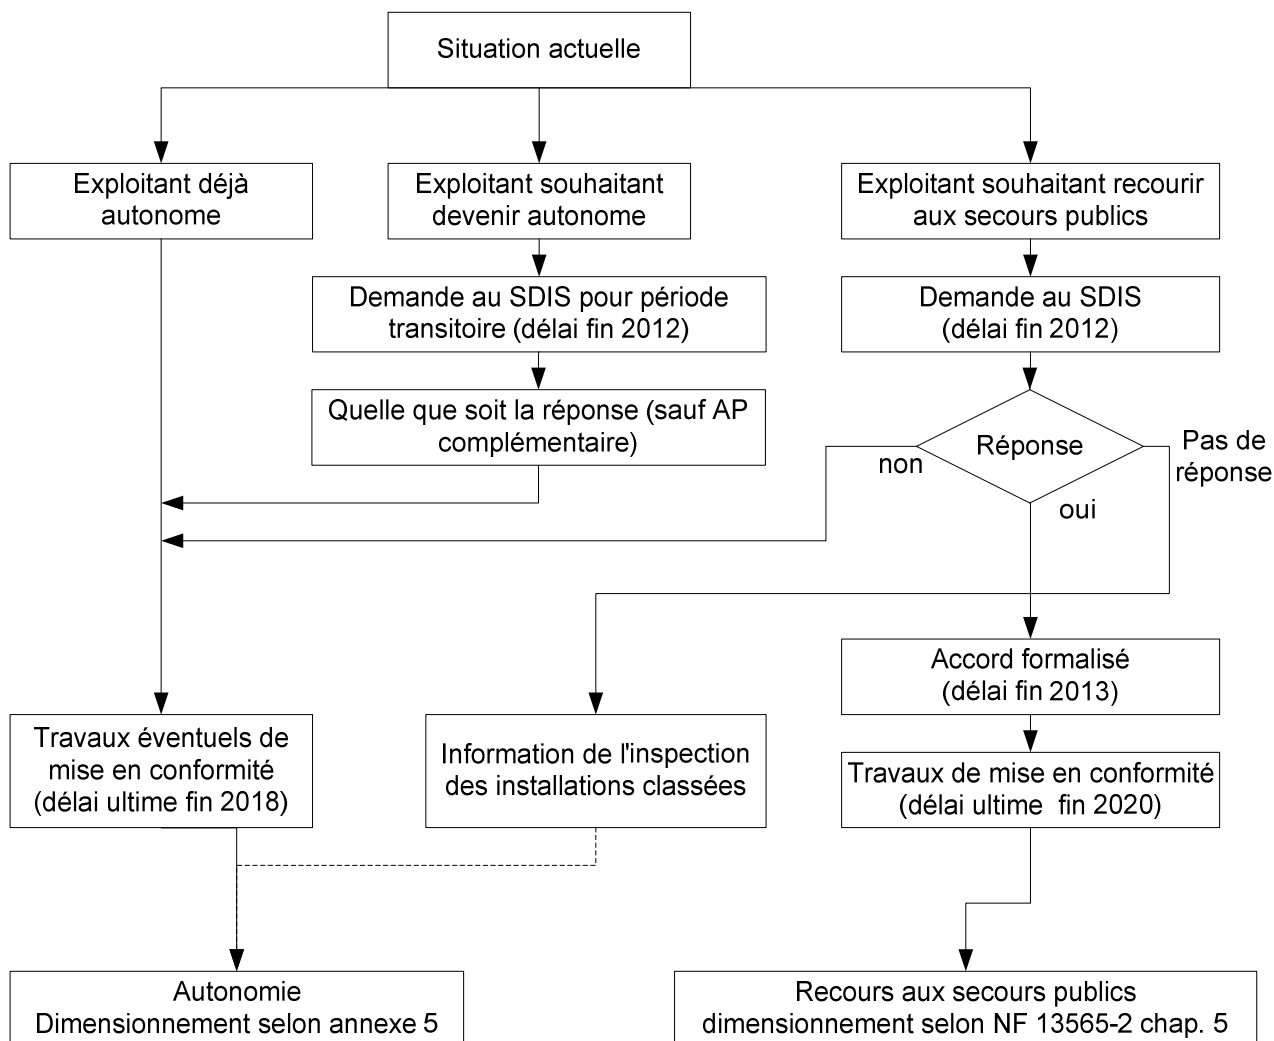 Situation actuelle
Exploitant déjà
autonome
Exploitant souhaitant
devenir autonome
Exploitant souhaitant recourir
aux secours publics
Demande au SDIS pour période
transitoire (délai fin 2012)
Demande au SDIS
(délai fin 2012)
Quelle que soit la réponse (sauf AP
complémentaire)
Réponse
non
Pas de
réponse
oui
Accord formalisé
(délai fin 2013)
Travaux éventuels de
mise en conformité
(délai ultime fin 2018)
Information de l'inspection
des installations classées
Travaux de mise en conformité
(délai ultime  fin 2020)
Autonomie
Dimensionnement selon annexe 5
Recours aux secours publics
dimensionnement selon NF 13565-2 chap. 5